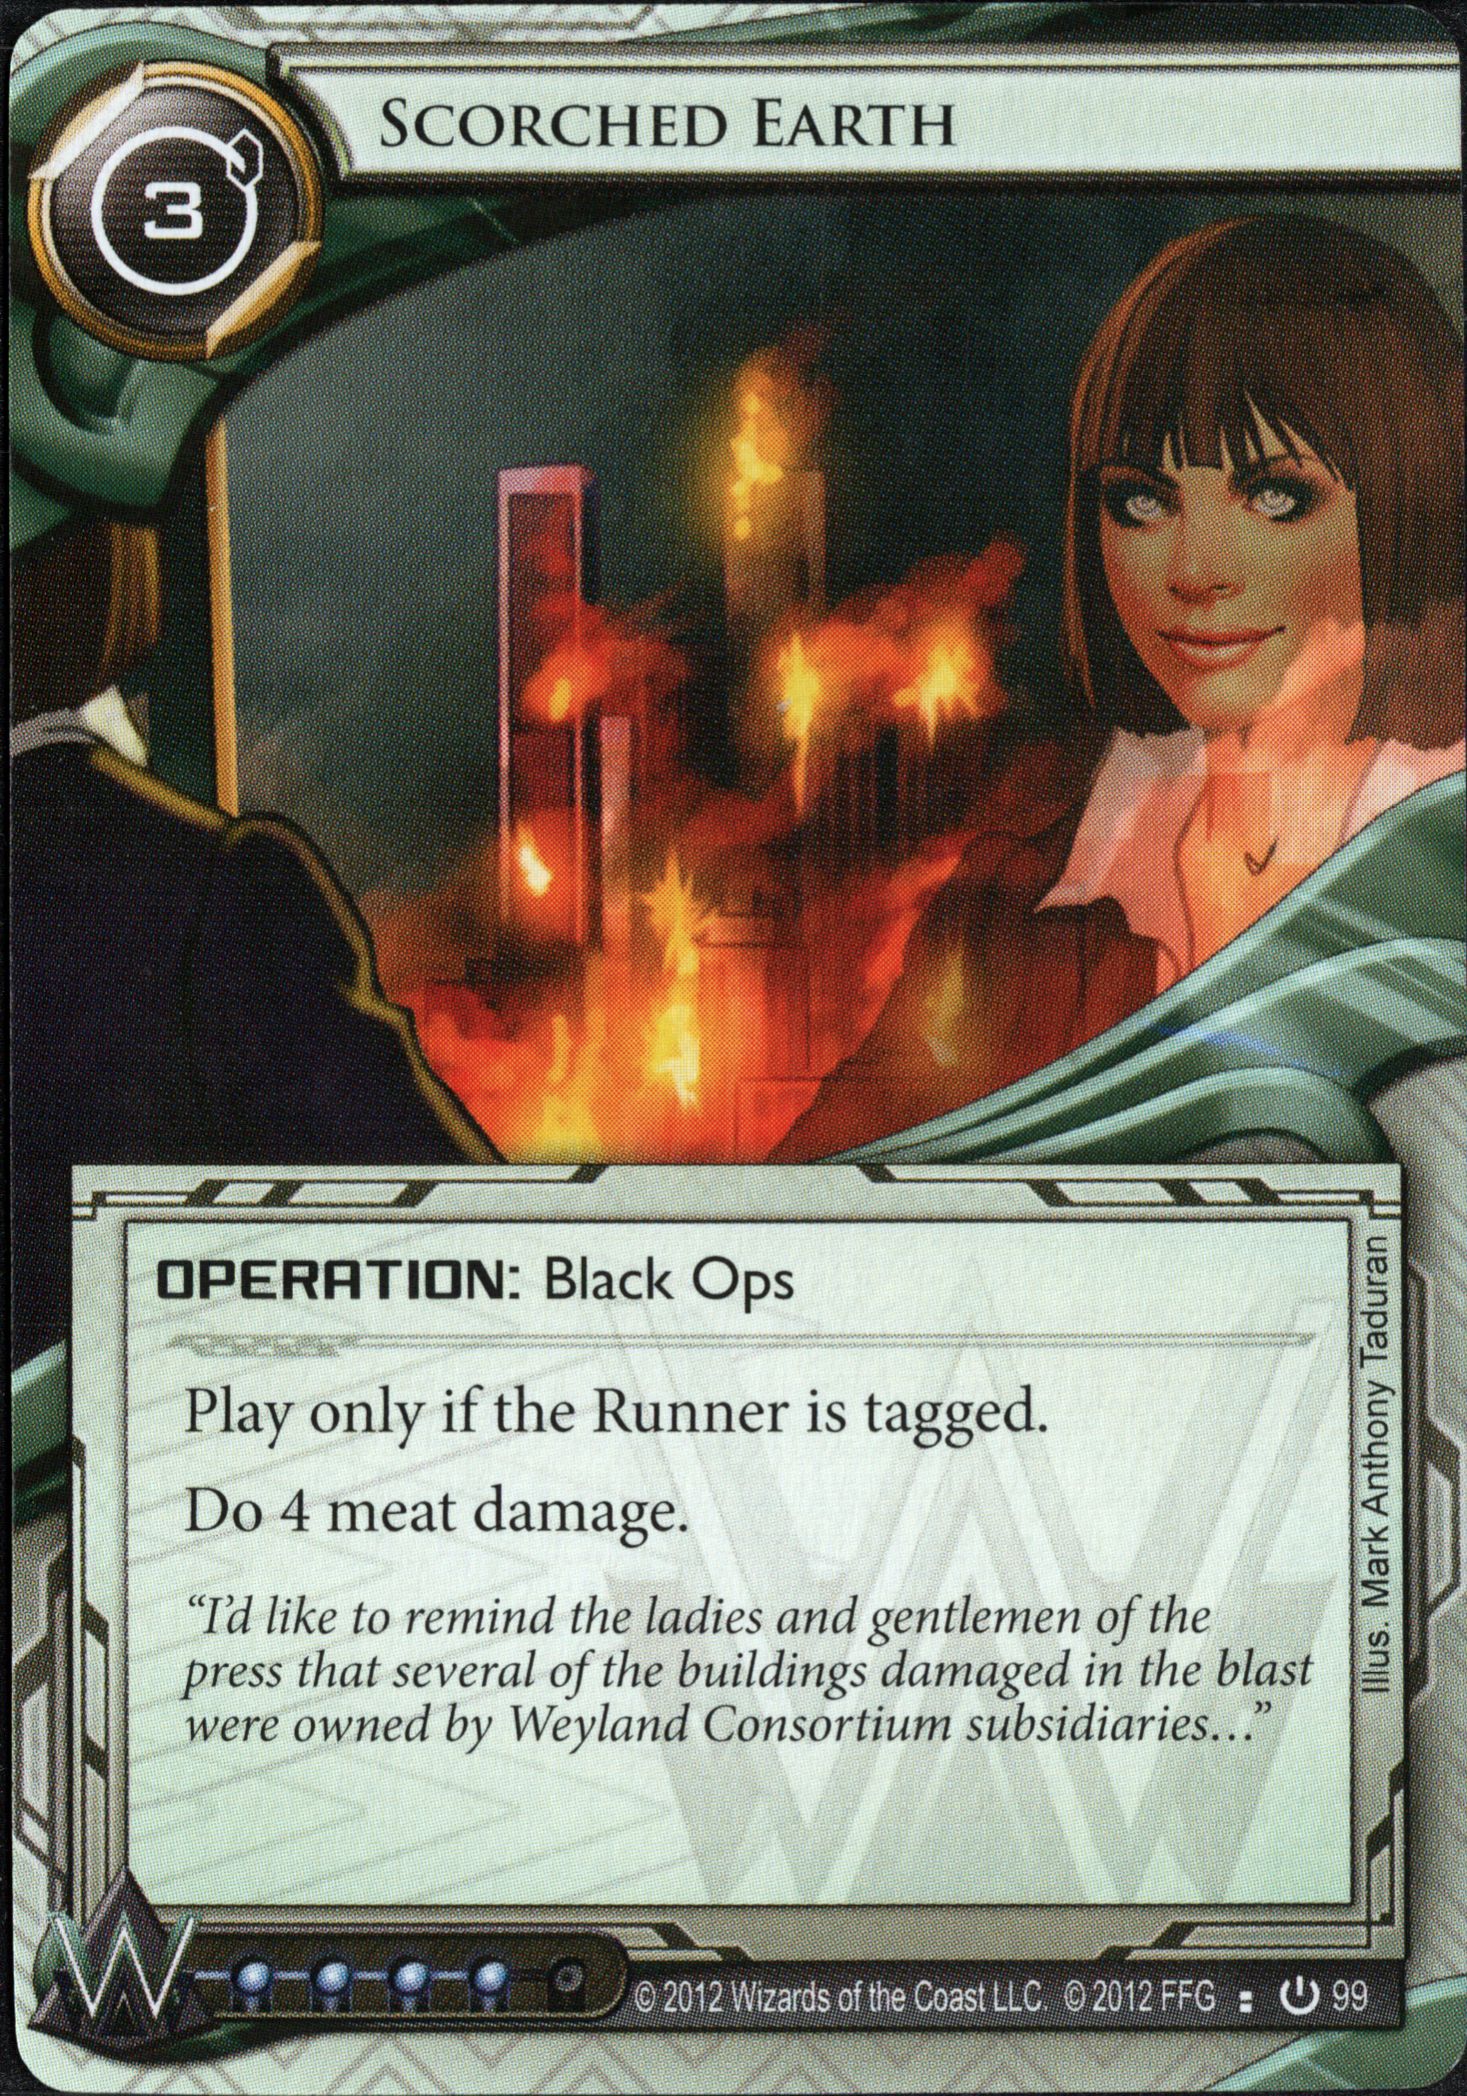 3
SCORCHED EARTH
OPERATION: Black Ops
Play only if the Runner is tagged.
Do 4 meat damage.
“I’d like to remind the ladies and gentlemen of the
press that several of the buildings damaged in the blast
were owned by Weyland Consortium subsidiaries…”
Illus. Mark Anthony Taduran
© 2012 Wizards of the Coast LLC. © 2012 FFG 99